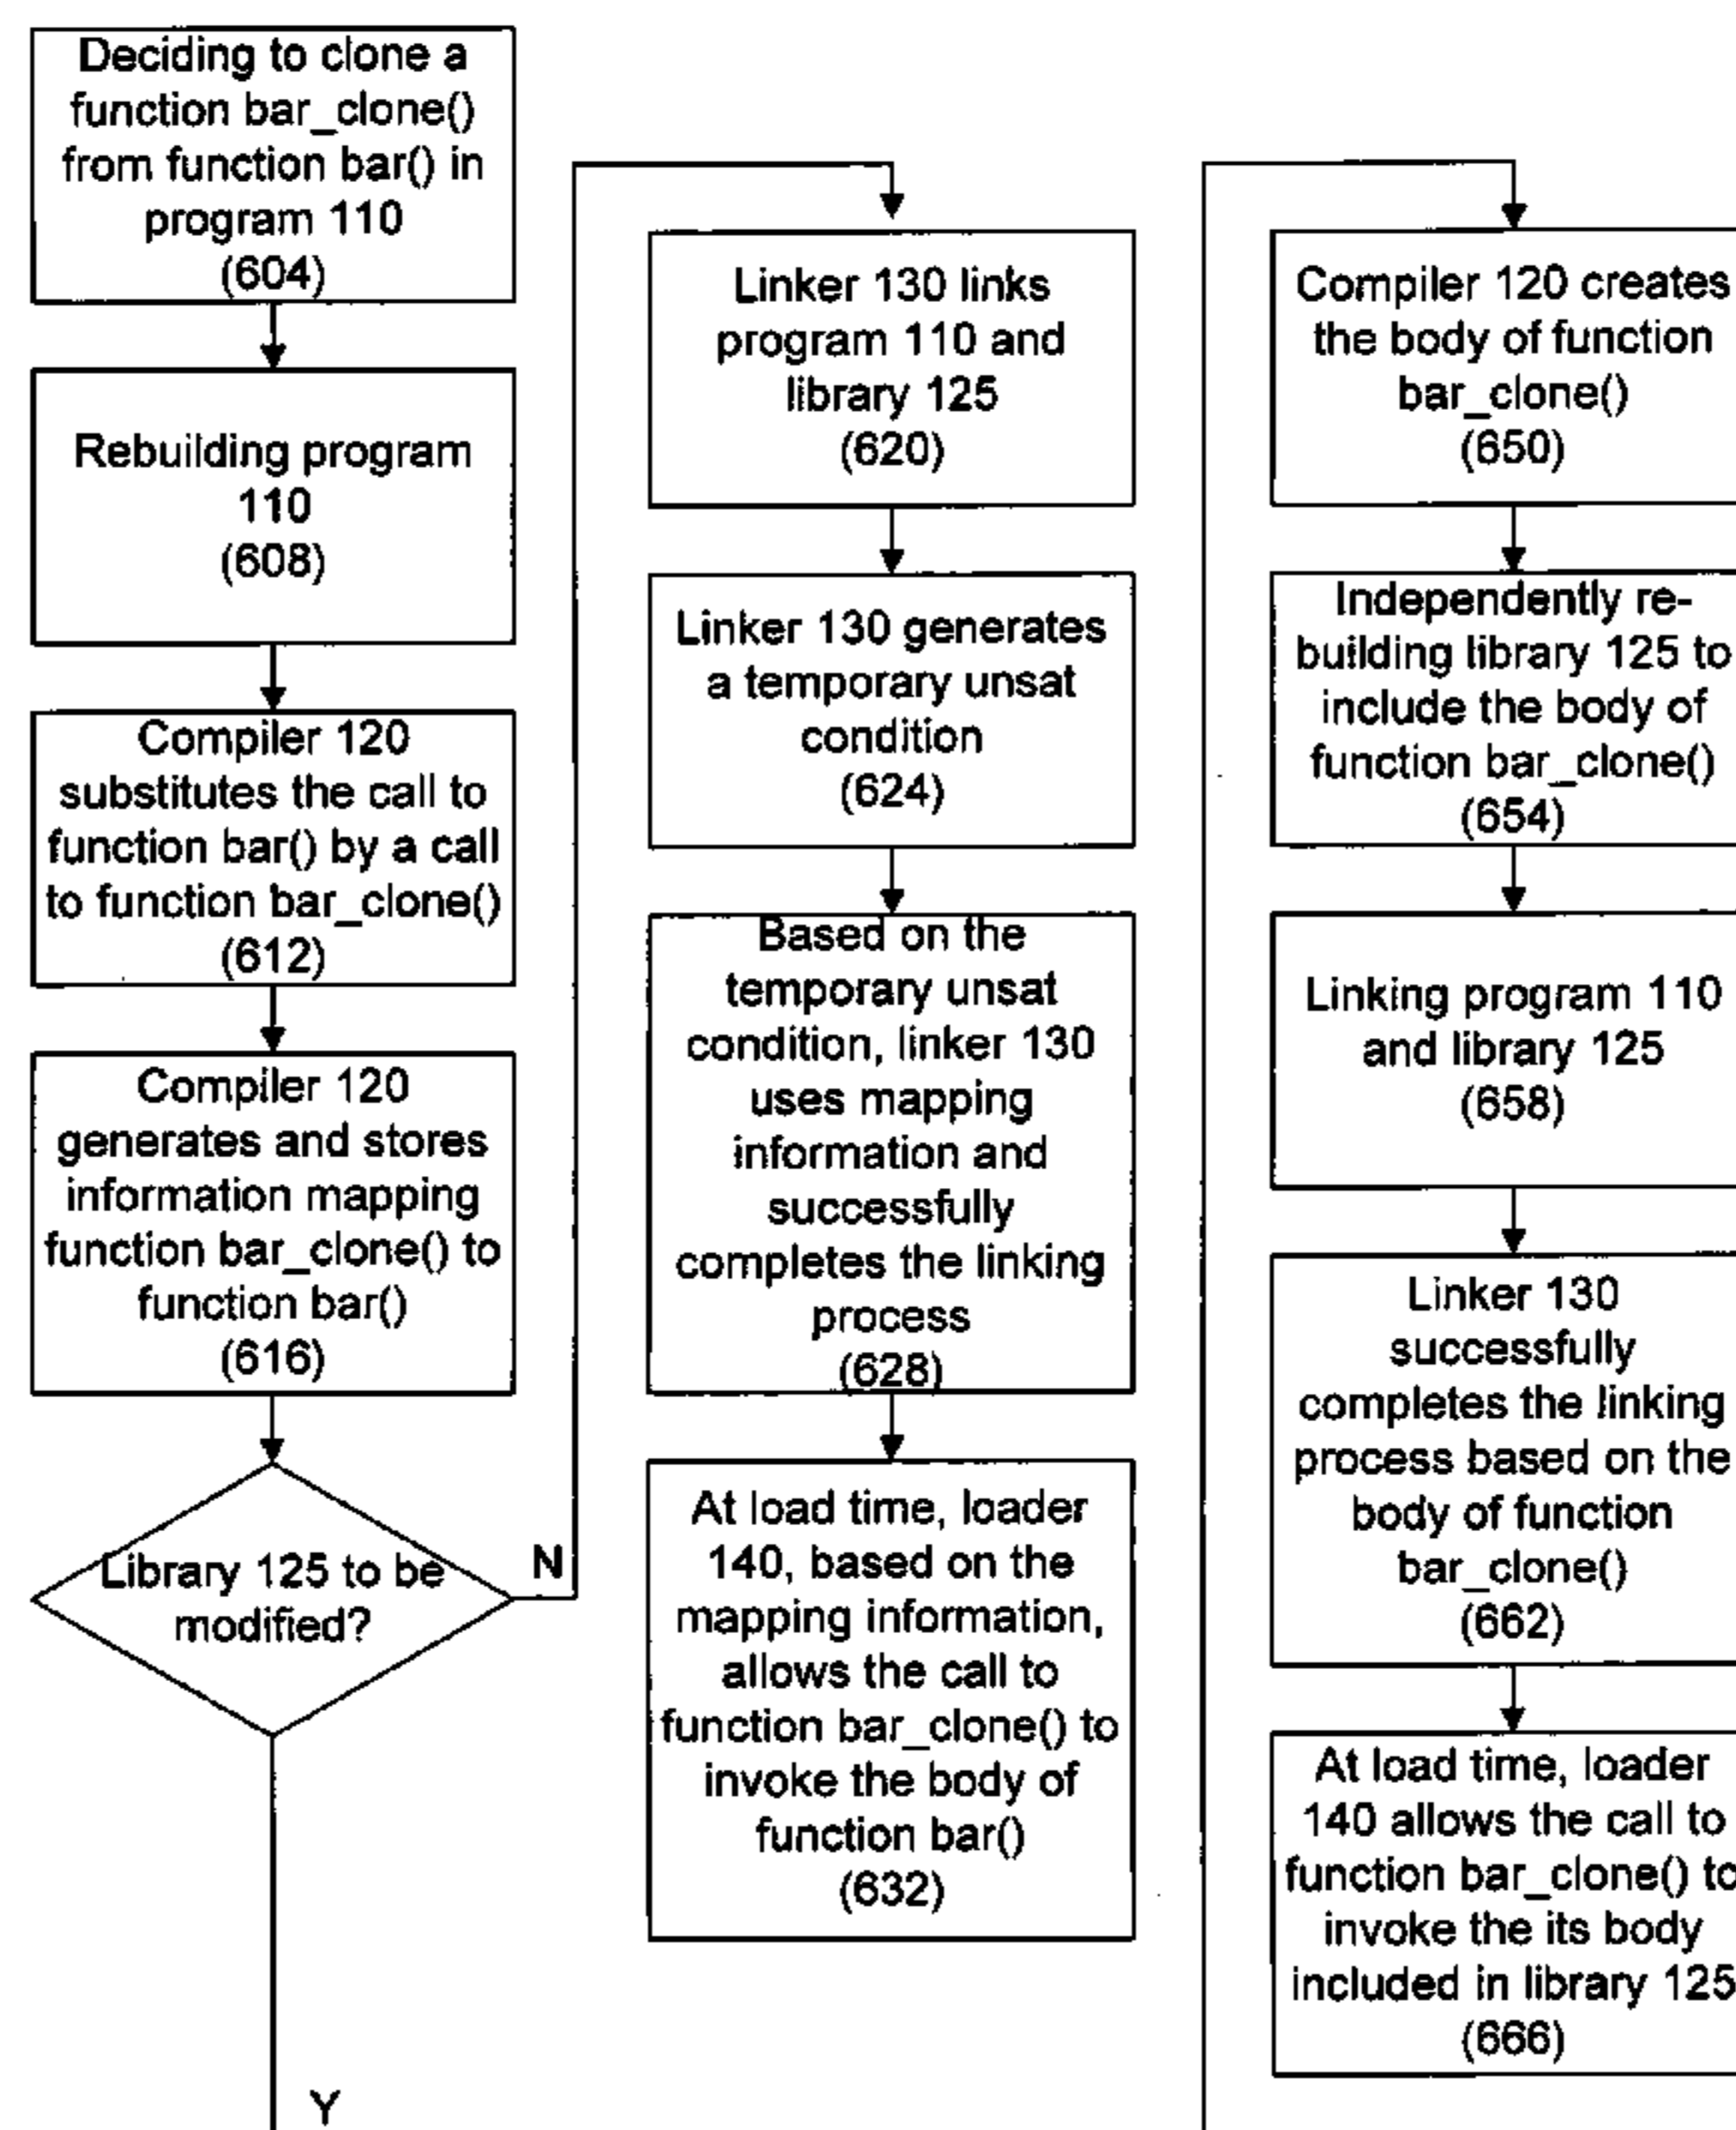 Deciding to clone a
function bar_clone()
from function bar() in
program 110
(604)
Rebuilding program
110
(608)
Compiler 120
substitutes the call to
function bar() by a call
to function bar_clone()
(612)
Compiler 120
generates and stores
information mapping
function bar_clone() to
function bar()
(616)
Library 125 to be
modified?
N
Y
Linker 130 links
program 110 and
library 125
(620)
Linker 130 generates
a temporary unsat
condition
(624)
Based on the
temporary unsat
condition, linker 130
uses mapping
information and
successfully
completes the linking
process
(628)
At load time, loader
140, based on the
mapping information,
allows the call to
function bar_clone() to
invoke the body of
function bar()
(632)
Compiler 120 creates
the body of function
bar_clone()
(650)
Independently re-
building library 125 to
include the body of
function bar_clone()
(654)
Linking program 110
and library 125
(658)
Linker 130
successfully
completes the linking
process based on the
body of function
bar_clone()
(662)
At load time, loader
140 allows the call to
function bar_clone() to
invoke the its body
included in library 125
(666)